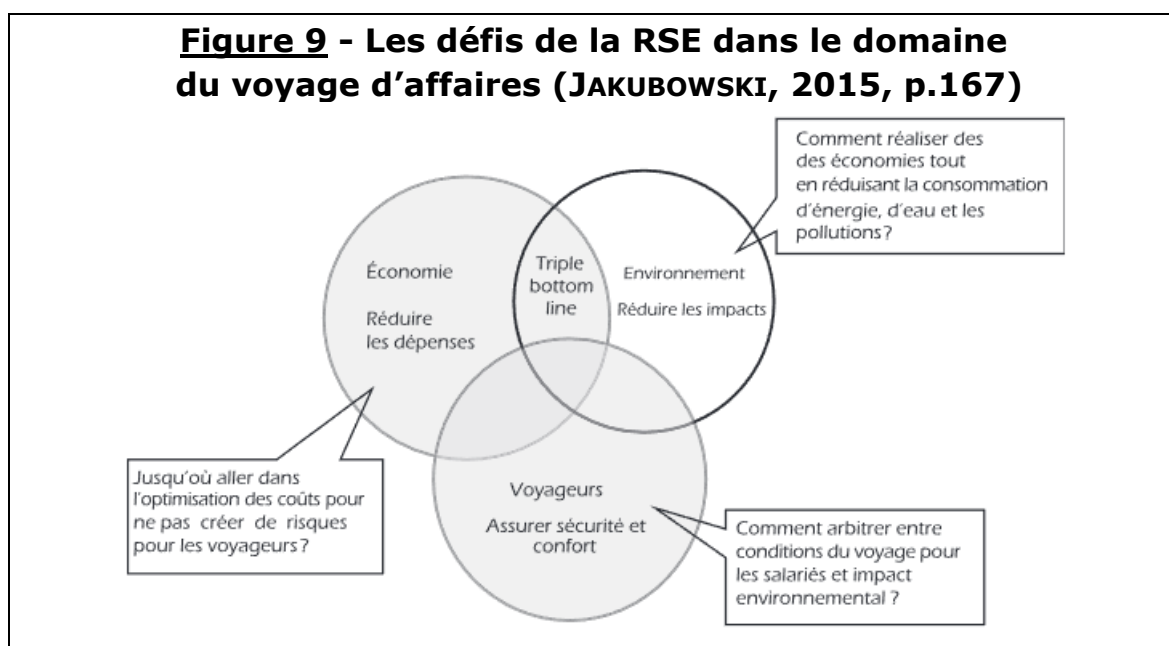 Figure 9 - Les défis de la RSE dans le domaine
du voyage d’affaires (JAKUBOWSKI, 2015, p.167)
Comment réaliser des
des économies tout
en réduisant la consommation
d’énergie, d’eau et les
pollutions ?
Économie
Réduire
les dépenses
Triple
bottom
line
Environnement
Réduire les impacts
Jusqu’où aller dans
l’optimisation des coûts pour
ne pas créer de risques
pour les voyageurs ?
Voyageurs
Assurer sécurité et
confort
Comment arbitrer entre
conditions du voyage pour
les salariés et impact
environnemental ?